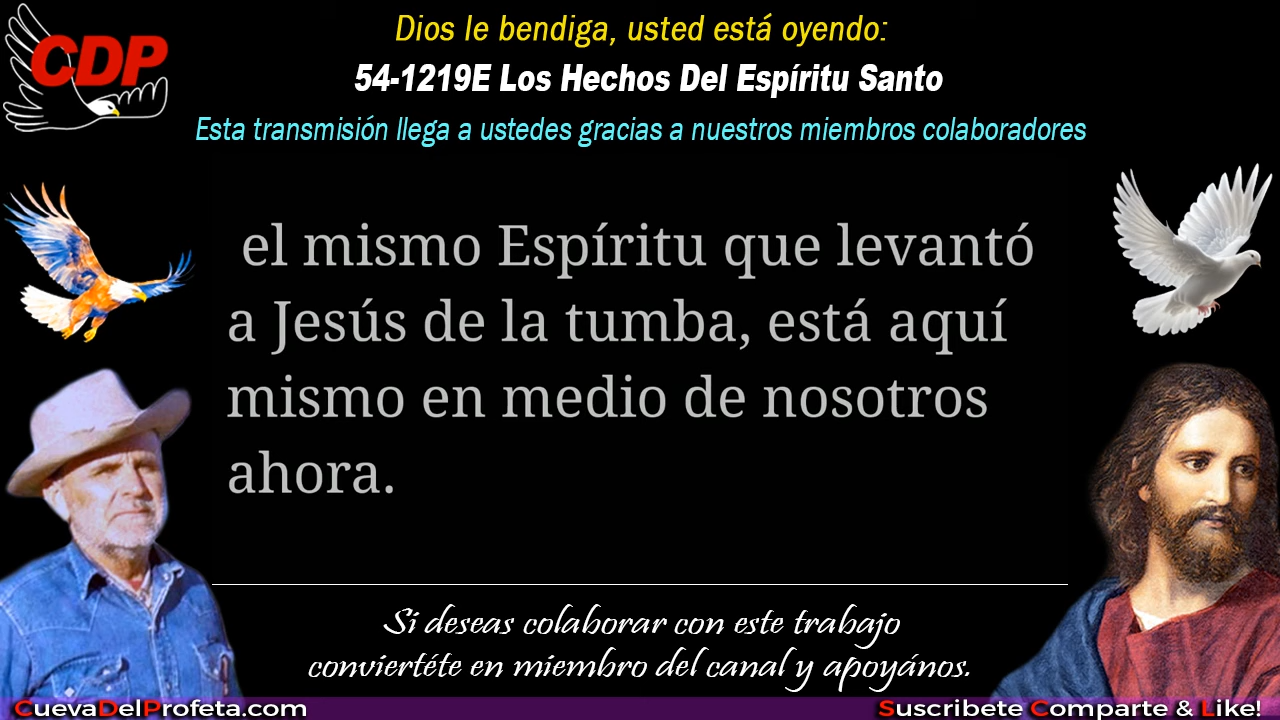 CDP
Dios le bendiga, usted está oyendo:
54-1219E Los Hechos Del Espíritu Santo
Esta transmisión llega a ustedes gracias a nuestros miembros colaboradores
el mismo Espíritu que levantó
a Jesús de la tumba, está aquí
mismo en medio de nosotros
ahora.
Si deseas colaborar con este trabajo
conviertéte en miembro del canal y apoyános.
CuevaDelProfeta.com
Suscribete Comparte & Like!